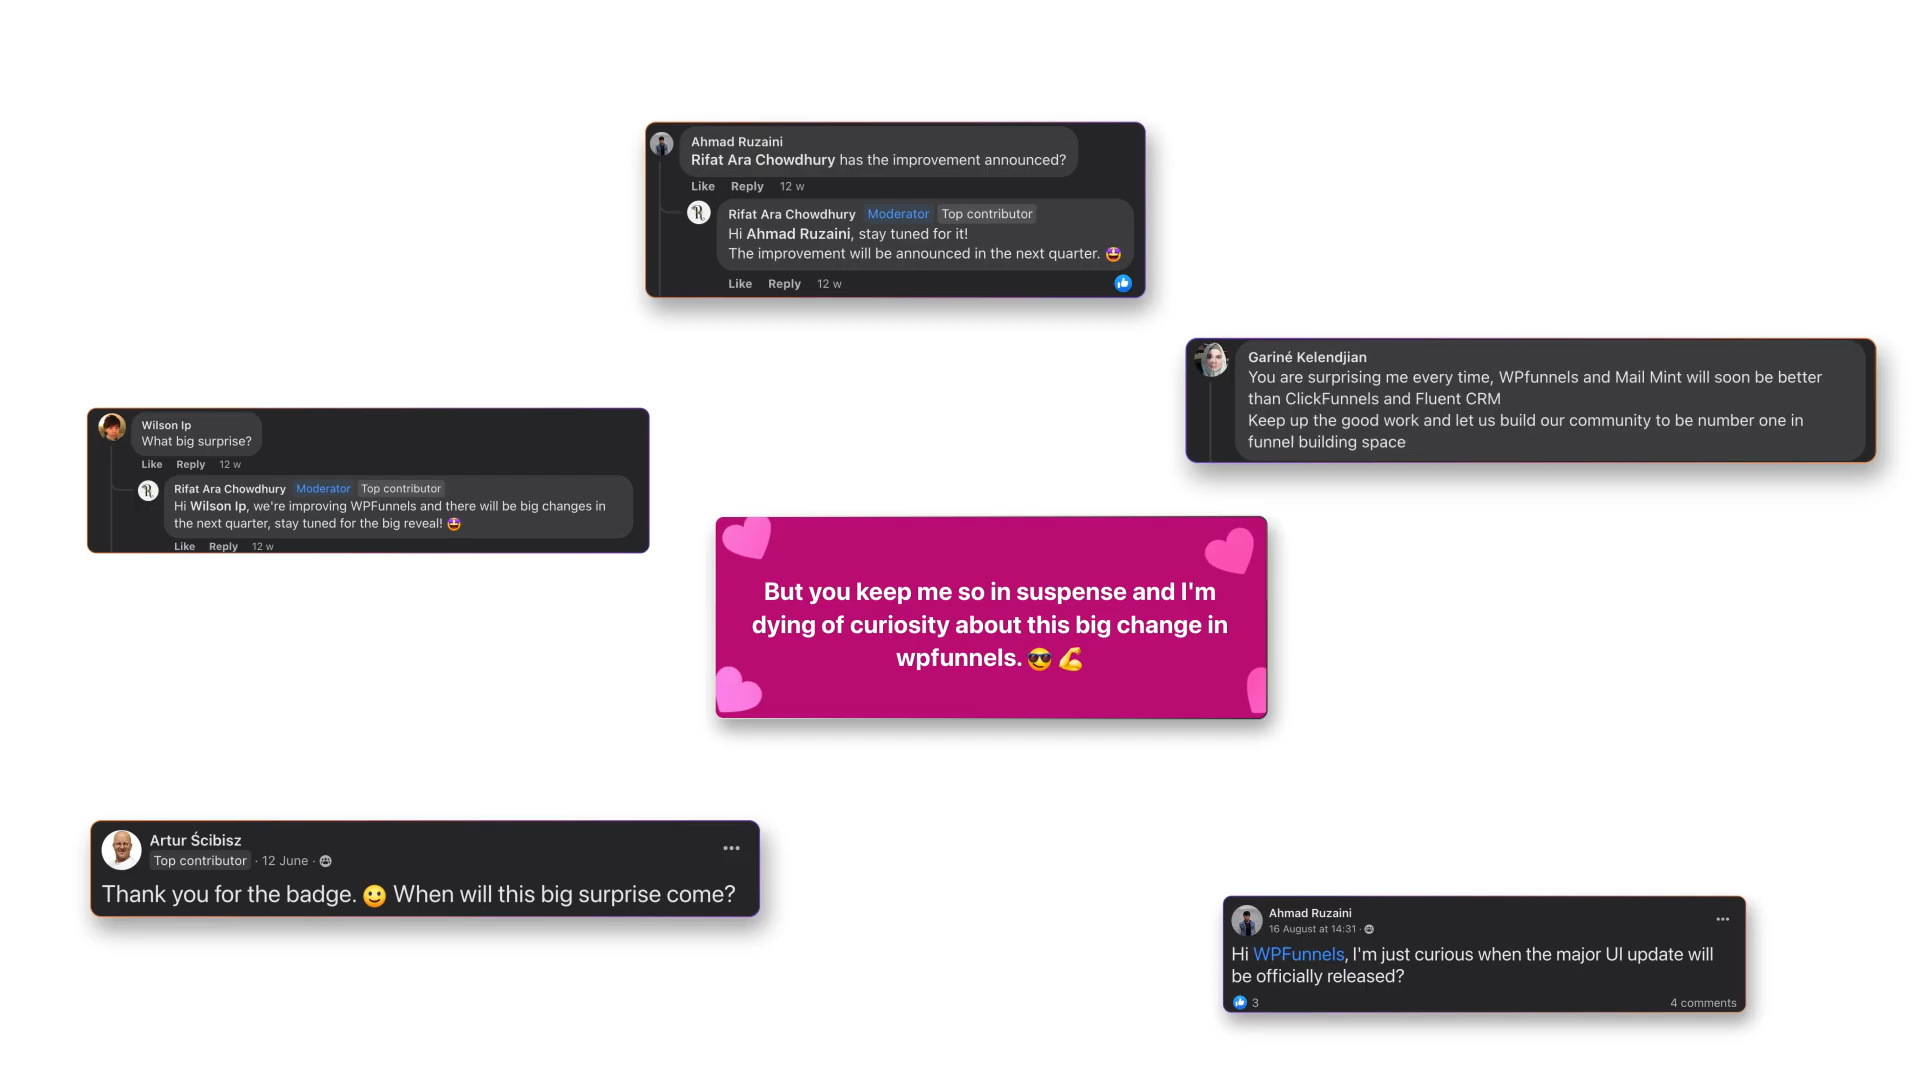 Ahmad Ruzaini
Rifat Ara Chowdhury has the improvement announced?
Like Reply 12 w
Rifat Ara Chowdhury Moderator Top contributor
Hi Ahmad Ruzaini, stay tuned for it!
The improvement will be announced in the next quarter. 🤩
Like Reply 12 w
Gariné Kelendjian
You are surprising me every time, WPfunnels and Mail Mint will soon be better
than ClickFunnels and Fluent CRM
Keep up the good work and let us build our community to be number one in
funnel building space
Wilson Ip
What big surprise?
Like Reply 12 w
Rifat Ara Chowdhury Moderator Top contributor
Hi Wilson Ip, we're improving WPFunnels and there will be big changes in
the next quarter, stay tuned for the big reveal! 🤩
Like Reply 12 w
But you keep me so in suspense and I'm
dying of curiosity about this big change in
wpfunnels. 😎 💪
Artur Ścibisz
Top contributor · 12 June ·
Thank you for the badge. 🙂 When will this big surprise come?
Ahmad Ruzaini
16 August at 14:31 ·
Hi WPFunnels, I'm just curious when the major UI update will
be officially released?
3 4 comments